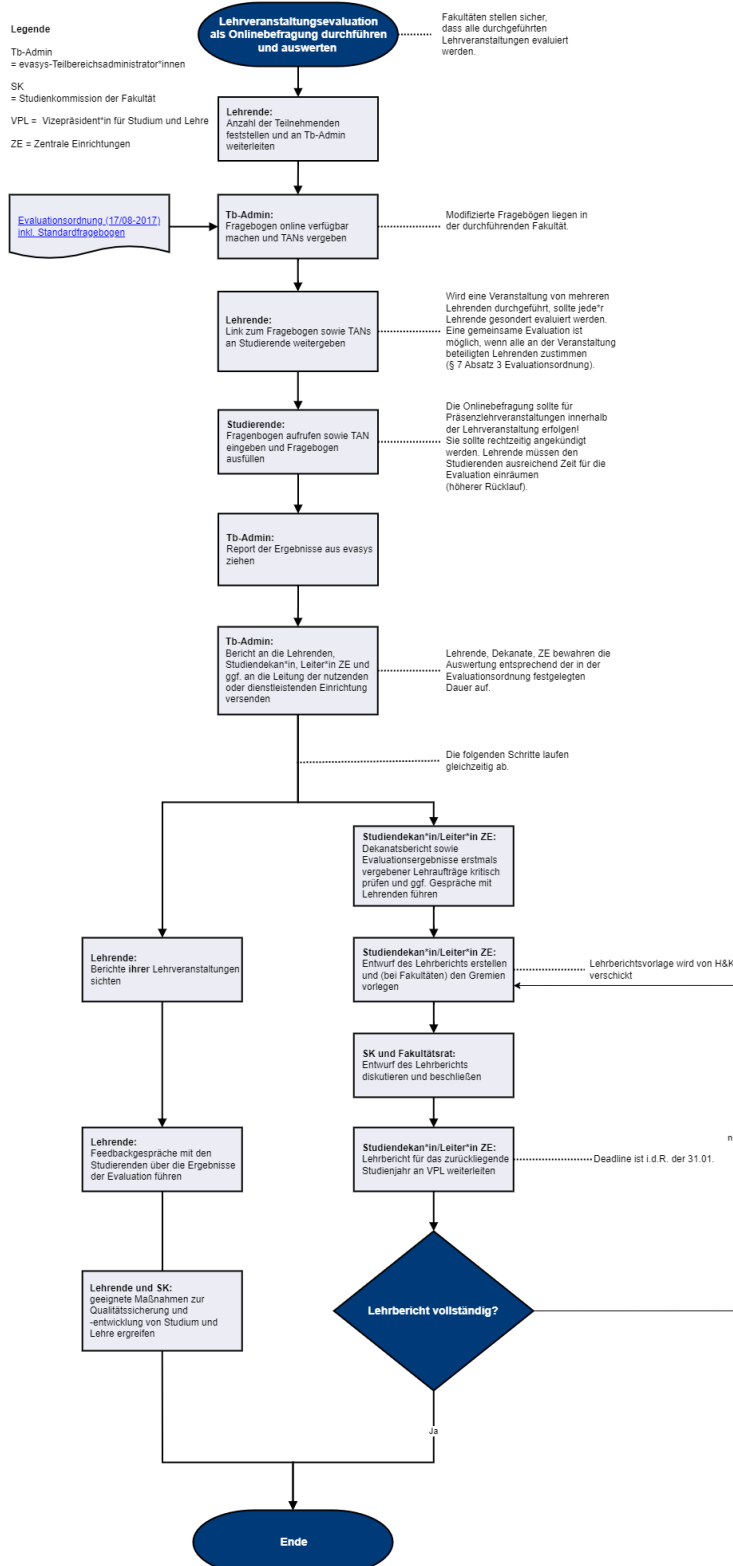 Legende
Tb-Admin
= evasys-Teilbereichsadministrator*innen
SK
= Studienkommission der Fakultät
VPL = Vizepräsident*in für Studium und Lehre
ZE = Zentrale Einrichtungen
Lehrveranstaltungsevaluation
als Onlinebefragung durchführen
und auswerten
Fakultäten stellen sicher,
dass alle durchgeführten
Lehrveranstaltungen evaluiert
werden.
Lehrende:
Anzahl der Teilnehmenden
feststellen und an Tb-Admin
weiterleiten
Evaluationsordnung (17/08-2017)
inkl. Standardfragebogen
Tb-Admin:
Fragebogen online verfügbar
machen und TANs vergeben
Modifizierte Fragebögen liegen in
der durchführenden Fakultät.
Lehrende:
Link zum Fragebogen sowie TANs
an Studierende weitergeben
Wird eine Veranstaltung von mehreren
Lehrenden durchgeführt, sollte jede*r
Lehrende gesondert evaluiert werden.
Eine gemeinsame Evaluation ist
möglich, wenn alle an der Veranstaltung
beteiligten Lehrenden zustimmen
(§ 7 Absatz 3 Evaluationsordnung).
Studierende:
Fragenbogen aufrufen sowie TAN
eingeben und Fragebogen
ausfüllen
Die Onlinebefragung sollte für
Präsenzlehrveranstaltungen innerhalb
der Lehrveranstaltung erfolgen!
Sie sollte rechtzeitig angekündigt
werden. Lehrende müssen den
Studierenden ausreichend Zeit für die
Evaluation einräumen
(höherer Rücklauf).
Tb-Admin:
Report der Ergebnisse aus evasys
ziehen
Tb-Admin:
Bericht an die Lehrenden,
Studiendekan*in, Leiter*in ZE und
ggf. an die Leitung der nutzenden
oder dienstleistenden Einrichtung
versenden
Lehrende, Dekanate, ZE bewahren die
Auswertung entsprechend der in der
Evaluationsordnung festgelegten
Dauer auf.
Die folgenden Schritte laufen
gleichzeitig ab.
Studiendekan*in/Leiter*in ZE:
Dekanatsbericht sowie
Evaluationsergebnisse erstmals
vergebener Lehraufträge kritisch
prüfen und ggf. Gespräche mit
Lehrenden führen
Lehrende:
Berichte ihrer Lehrveranstaltungen
sichten
Studiendekan*in/Leiter*in ZE:
Entwurf des Lehrberichts erstellen
und (bei Fakultäten) den Gremien
vorlegen
Lehrberichtsvorlage wird von H&K
verschickt
SK und Fakultätsrat:
Entwurf des Lehrberichts
diskutieren und beschließen
Lehrende:
Feedbackgespräche mit den
Studierenden über die Ergebnisse
der Evaluation führen
Studiendekan*in/Leiter*in ZE:
Lehrbericht für das zurückliegende
Studienjahr an VPL weiterleiten
Deadline ist i.d.R. der 31.01.
n
Lehrende und SK:
geeignete Maßnahmen zur
Qualitätssicherung und
-entwicklung von Studium und
Lehre ergreifen
Lehrbericht vollständig?
Ja
Ende